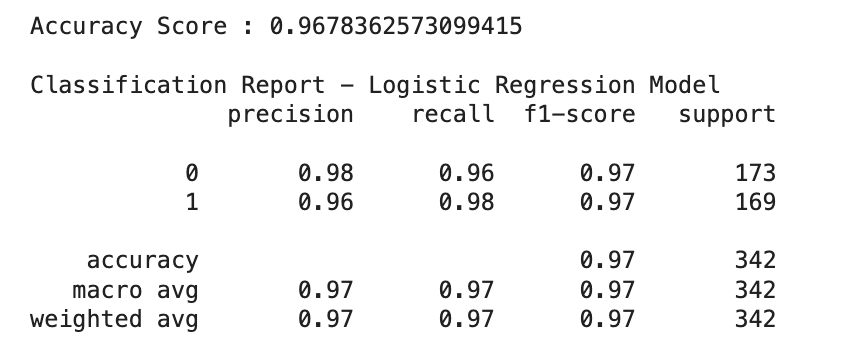 Accuracy Score : 0.9678362573099415
Classification Report – Logistic Regression Model
precision recall f1-score support
0 0.98 0.96 0.97 173
1 0.96 0.98 0.97 169
accuracy 0.97 342
macro avg 0.97 0.97 0.97 342
weighted avg 0.97 0.97 0.97 342